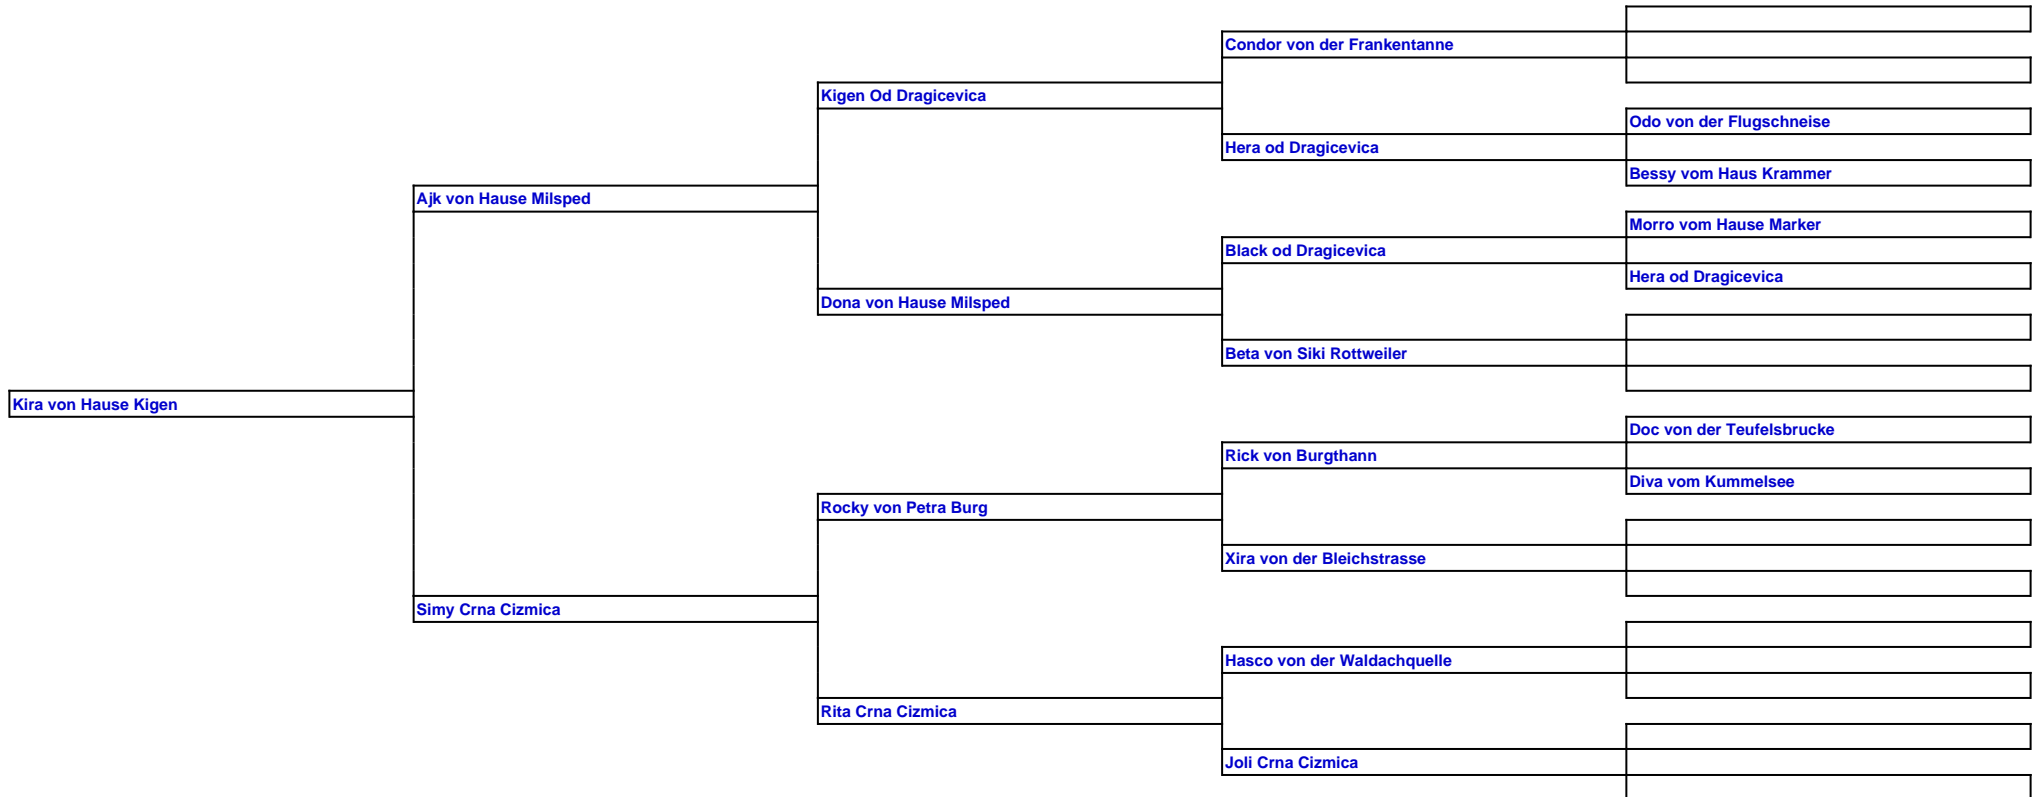 Condor von der Frankentanne
Kigen Od Dragicevica
Odo von der Flugschneise
Hera od Dragicevica
Bessy vom Haus Krammer
Ajk von Hause Milsped
Morro vom Hause Marker
Black od Dragicevica
Hera od Dragicevica
Dona von Hause Milsped
Beta von Siki Rottweiler
Kira von Hause Kigen
Doc von der Teufelsbrucke
Rick von Burgthann
Diva vom Kummelsee
Rocky von Petra Burg
Xira von der Bleichstrasse
Simy Crna Cizmica
Hasco von der Waldachquelle
Rita Crna Cizmica
Joli Crna Cizmica